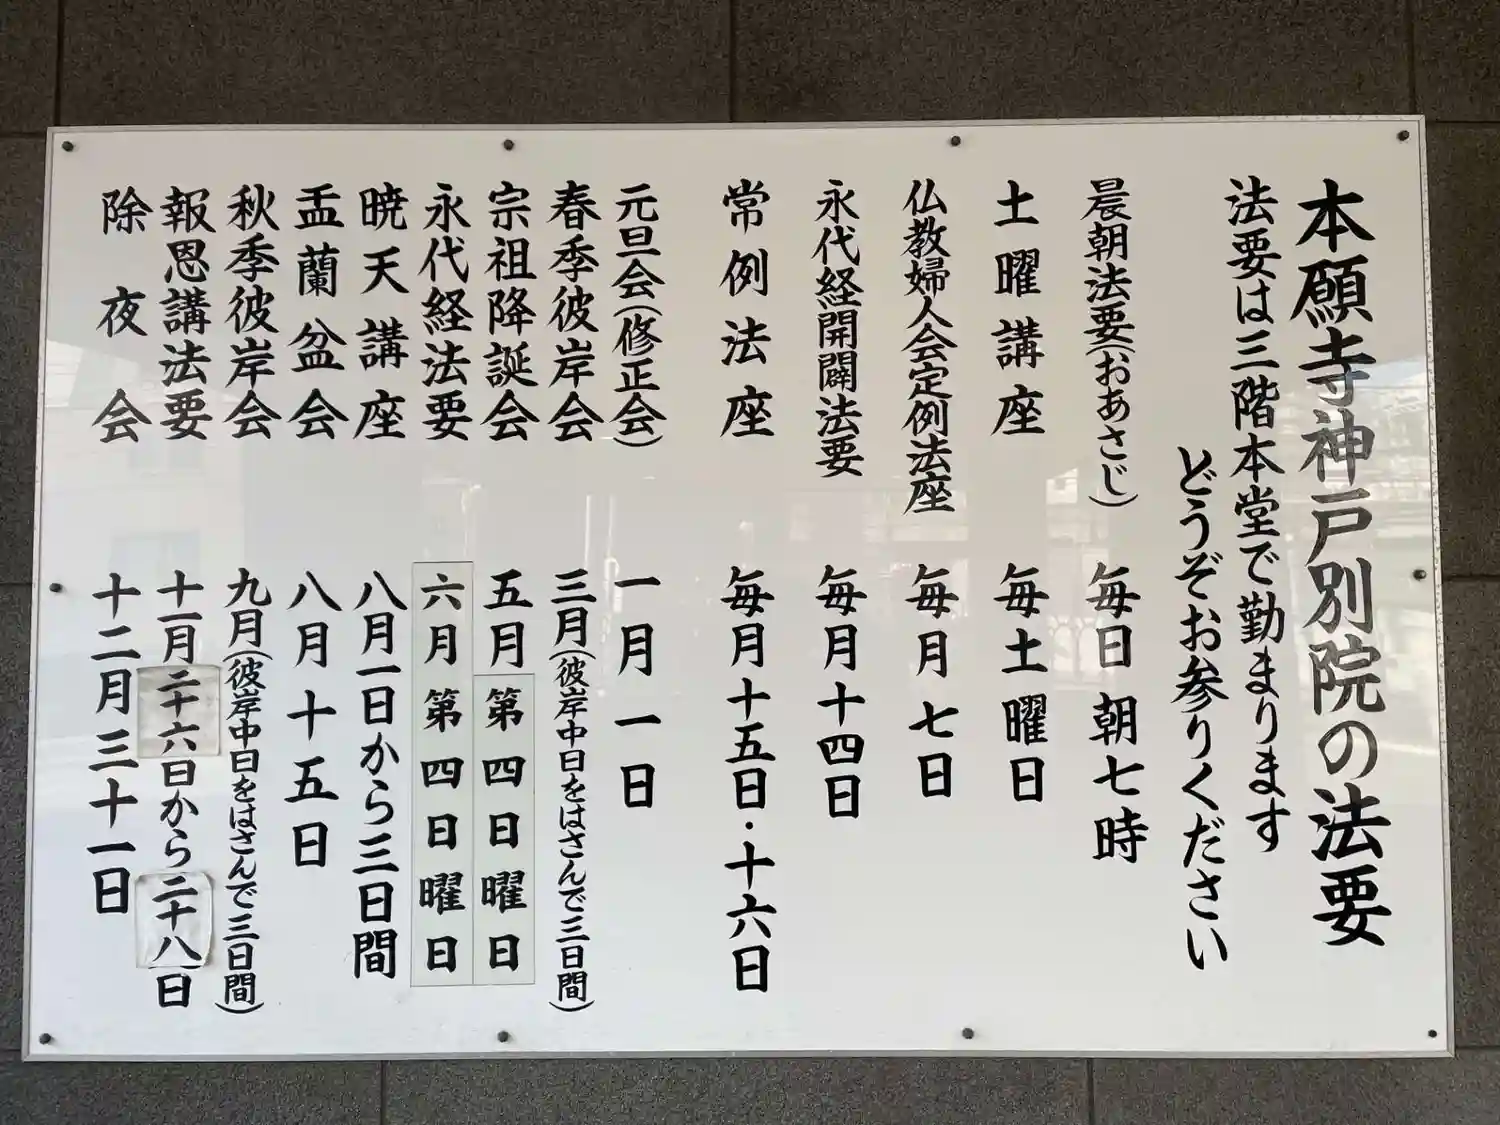 本願寺神戸別院の法要
法要は三階本堂で勤まります
どうぞお参りください
晨朝法要(おあさじ) 毎日朝七時
土曜講座 毎土曜日
仏教婦人会定例法座 毎月七日
永代経開闢法要 毎月十四日
常例法座 毎月十五日・十六日
元旦会(修正会) 一月一日
春季彼岸会 三月(彼岸中日をはさんで三日間)
宗祖降誕会 五月第四日曜日
永代経法要 六月第四日曜日
暁天講座 八月一日から三日間
盂蘭盆会 八月十五日
秋季彼岸会 九月(彼岸中日をはさんで三日間)
報恩講法要 十一月二十六日から二十八日
除夜会 十二月三十一日